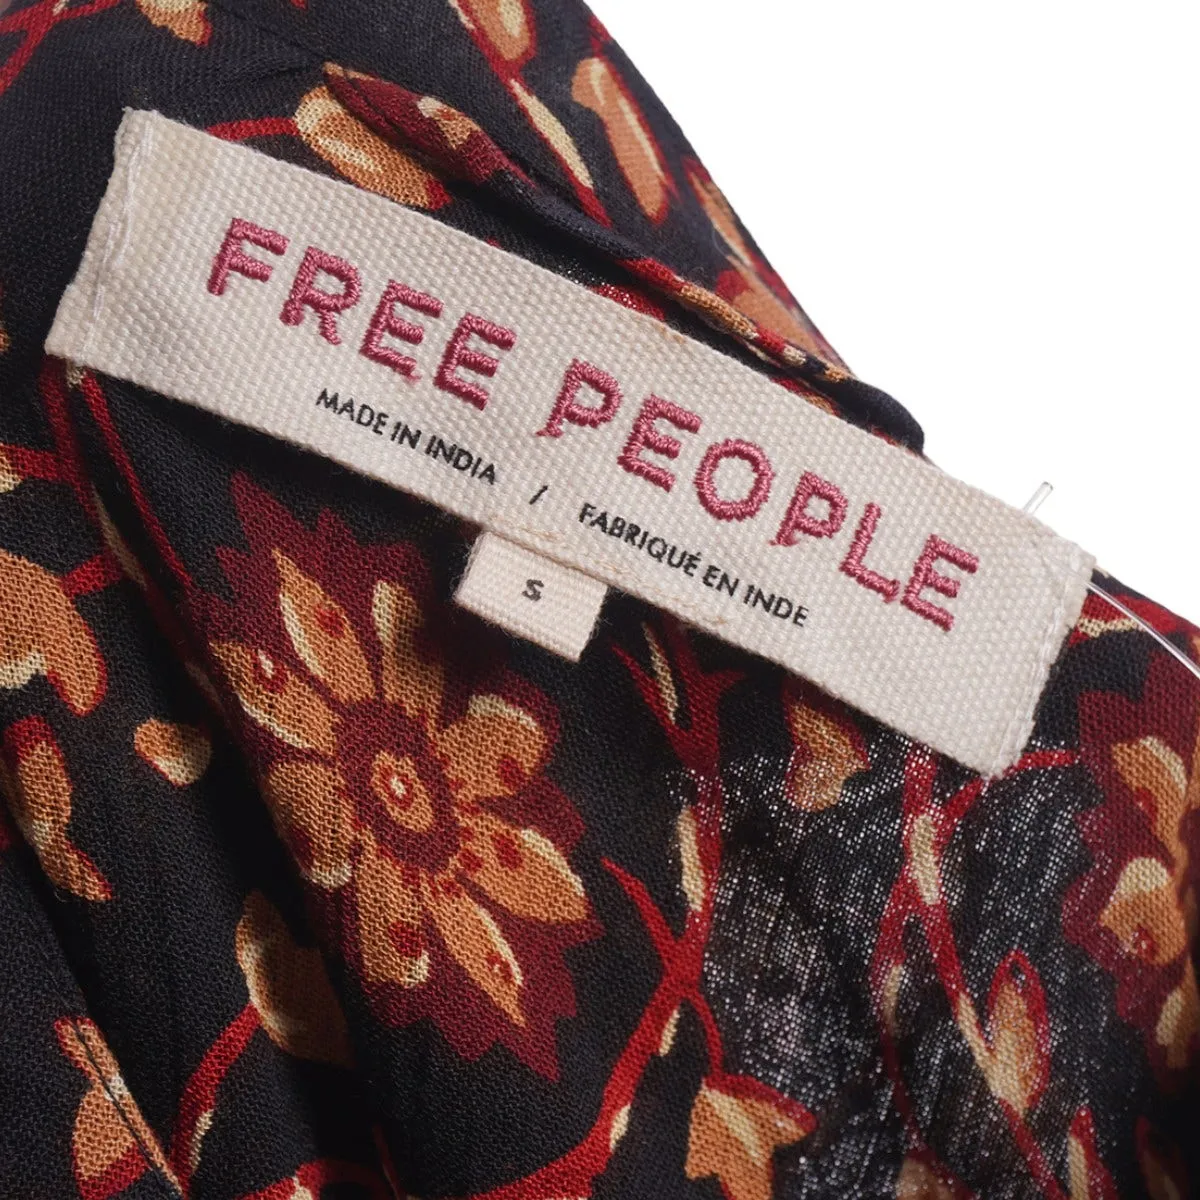 FREE PEOPLE
MADE IN INDIA / FABRIQUÉ EN INDE
S